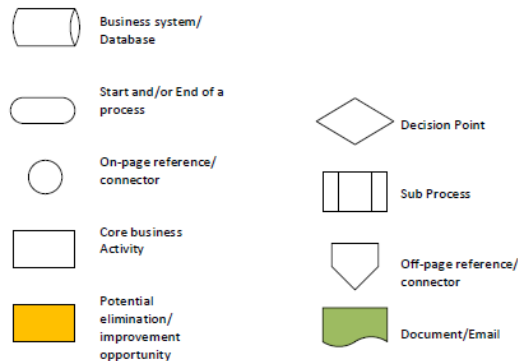 Business system/
Database
Start and/or End of a
process
On-page reference/
connector
Core business
Activity
Potential
elimination/
improvement
opportunity
Decision Point
Sub Process
Off-page reference/
connector
Document/Email